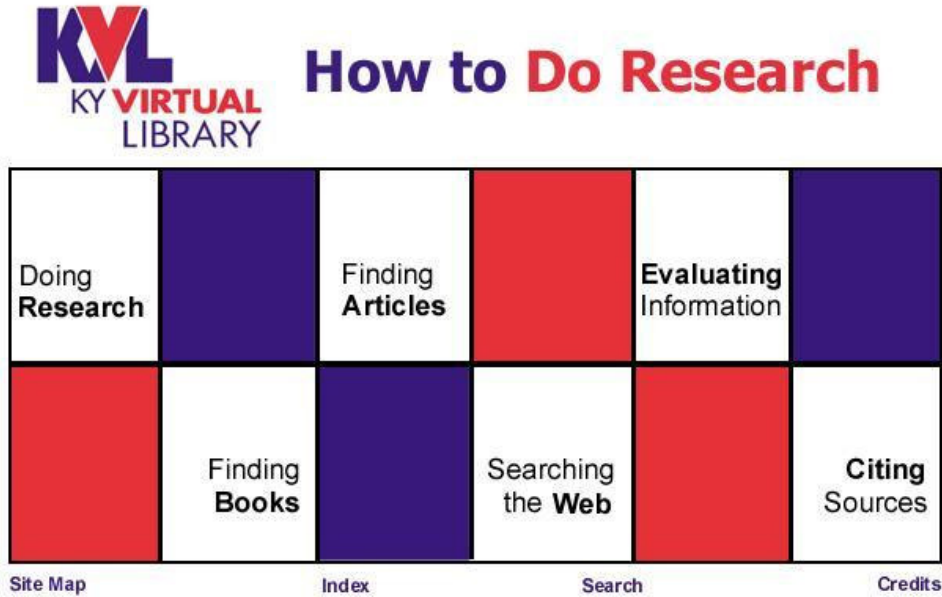 KVL
KY VIRTUAL
LIBRARY
How to Do Research
Doing
Research
Finding
Articles
Evaluating
Information
Finding
Books
Searching
the Web
Citing
Sources
Site Map
Index
Search
Credits